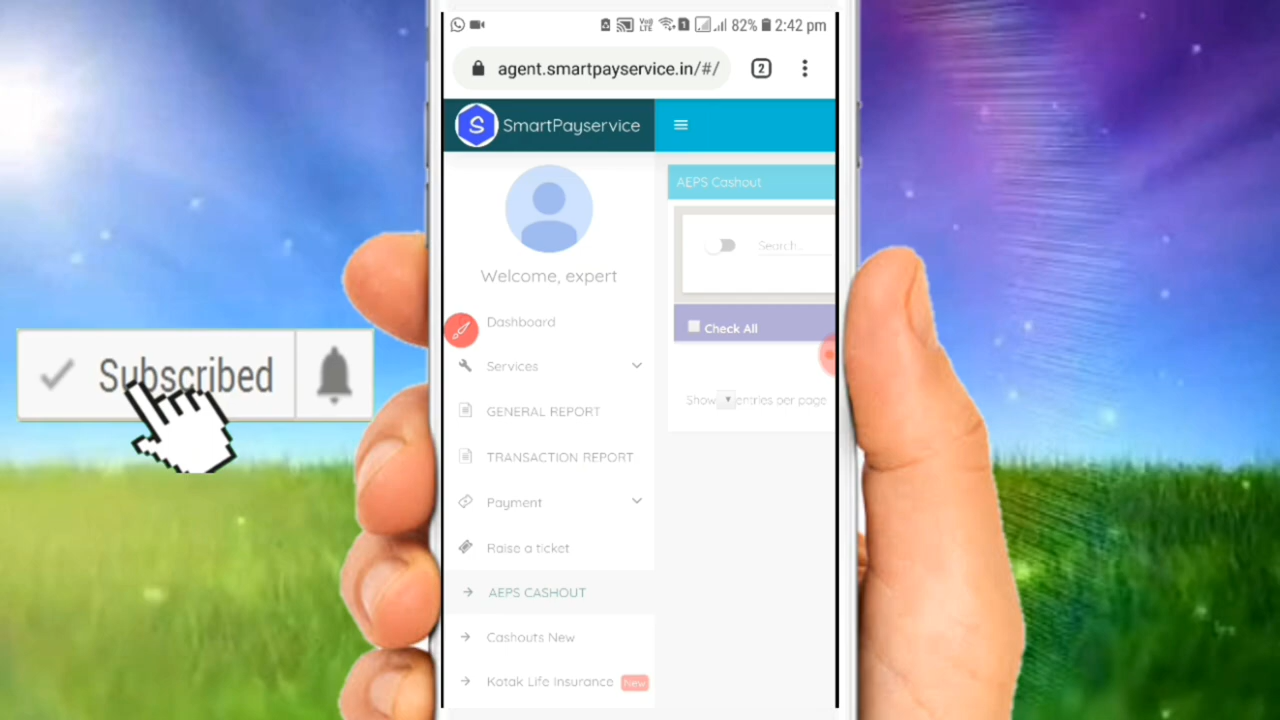 82% 2:42 pm
agent.smartpayservice.in/#/
2
S SmartPayservice
AEPS Cashout
Search..
Welcome, expert
Dashboard
Check All
Services
Show entries per page
GENERAL REPORT
TRANSACTION REPORT
Payment
Raise a ticket
AEPS CASHOUT
Cashouts New
Kotak Life Insurance New
Subscribed